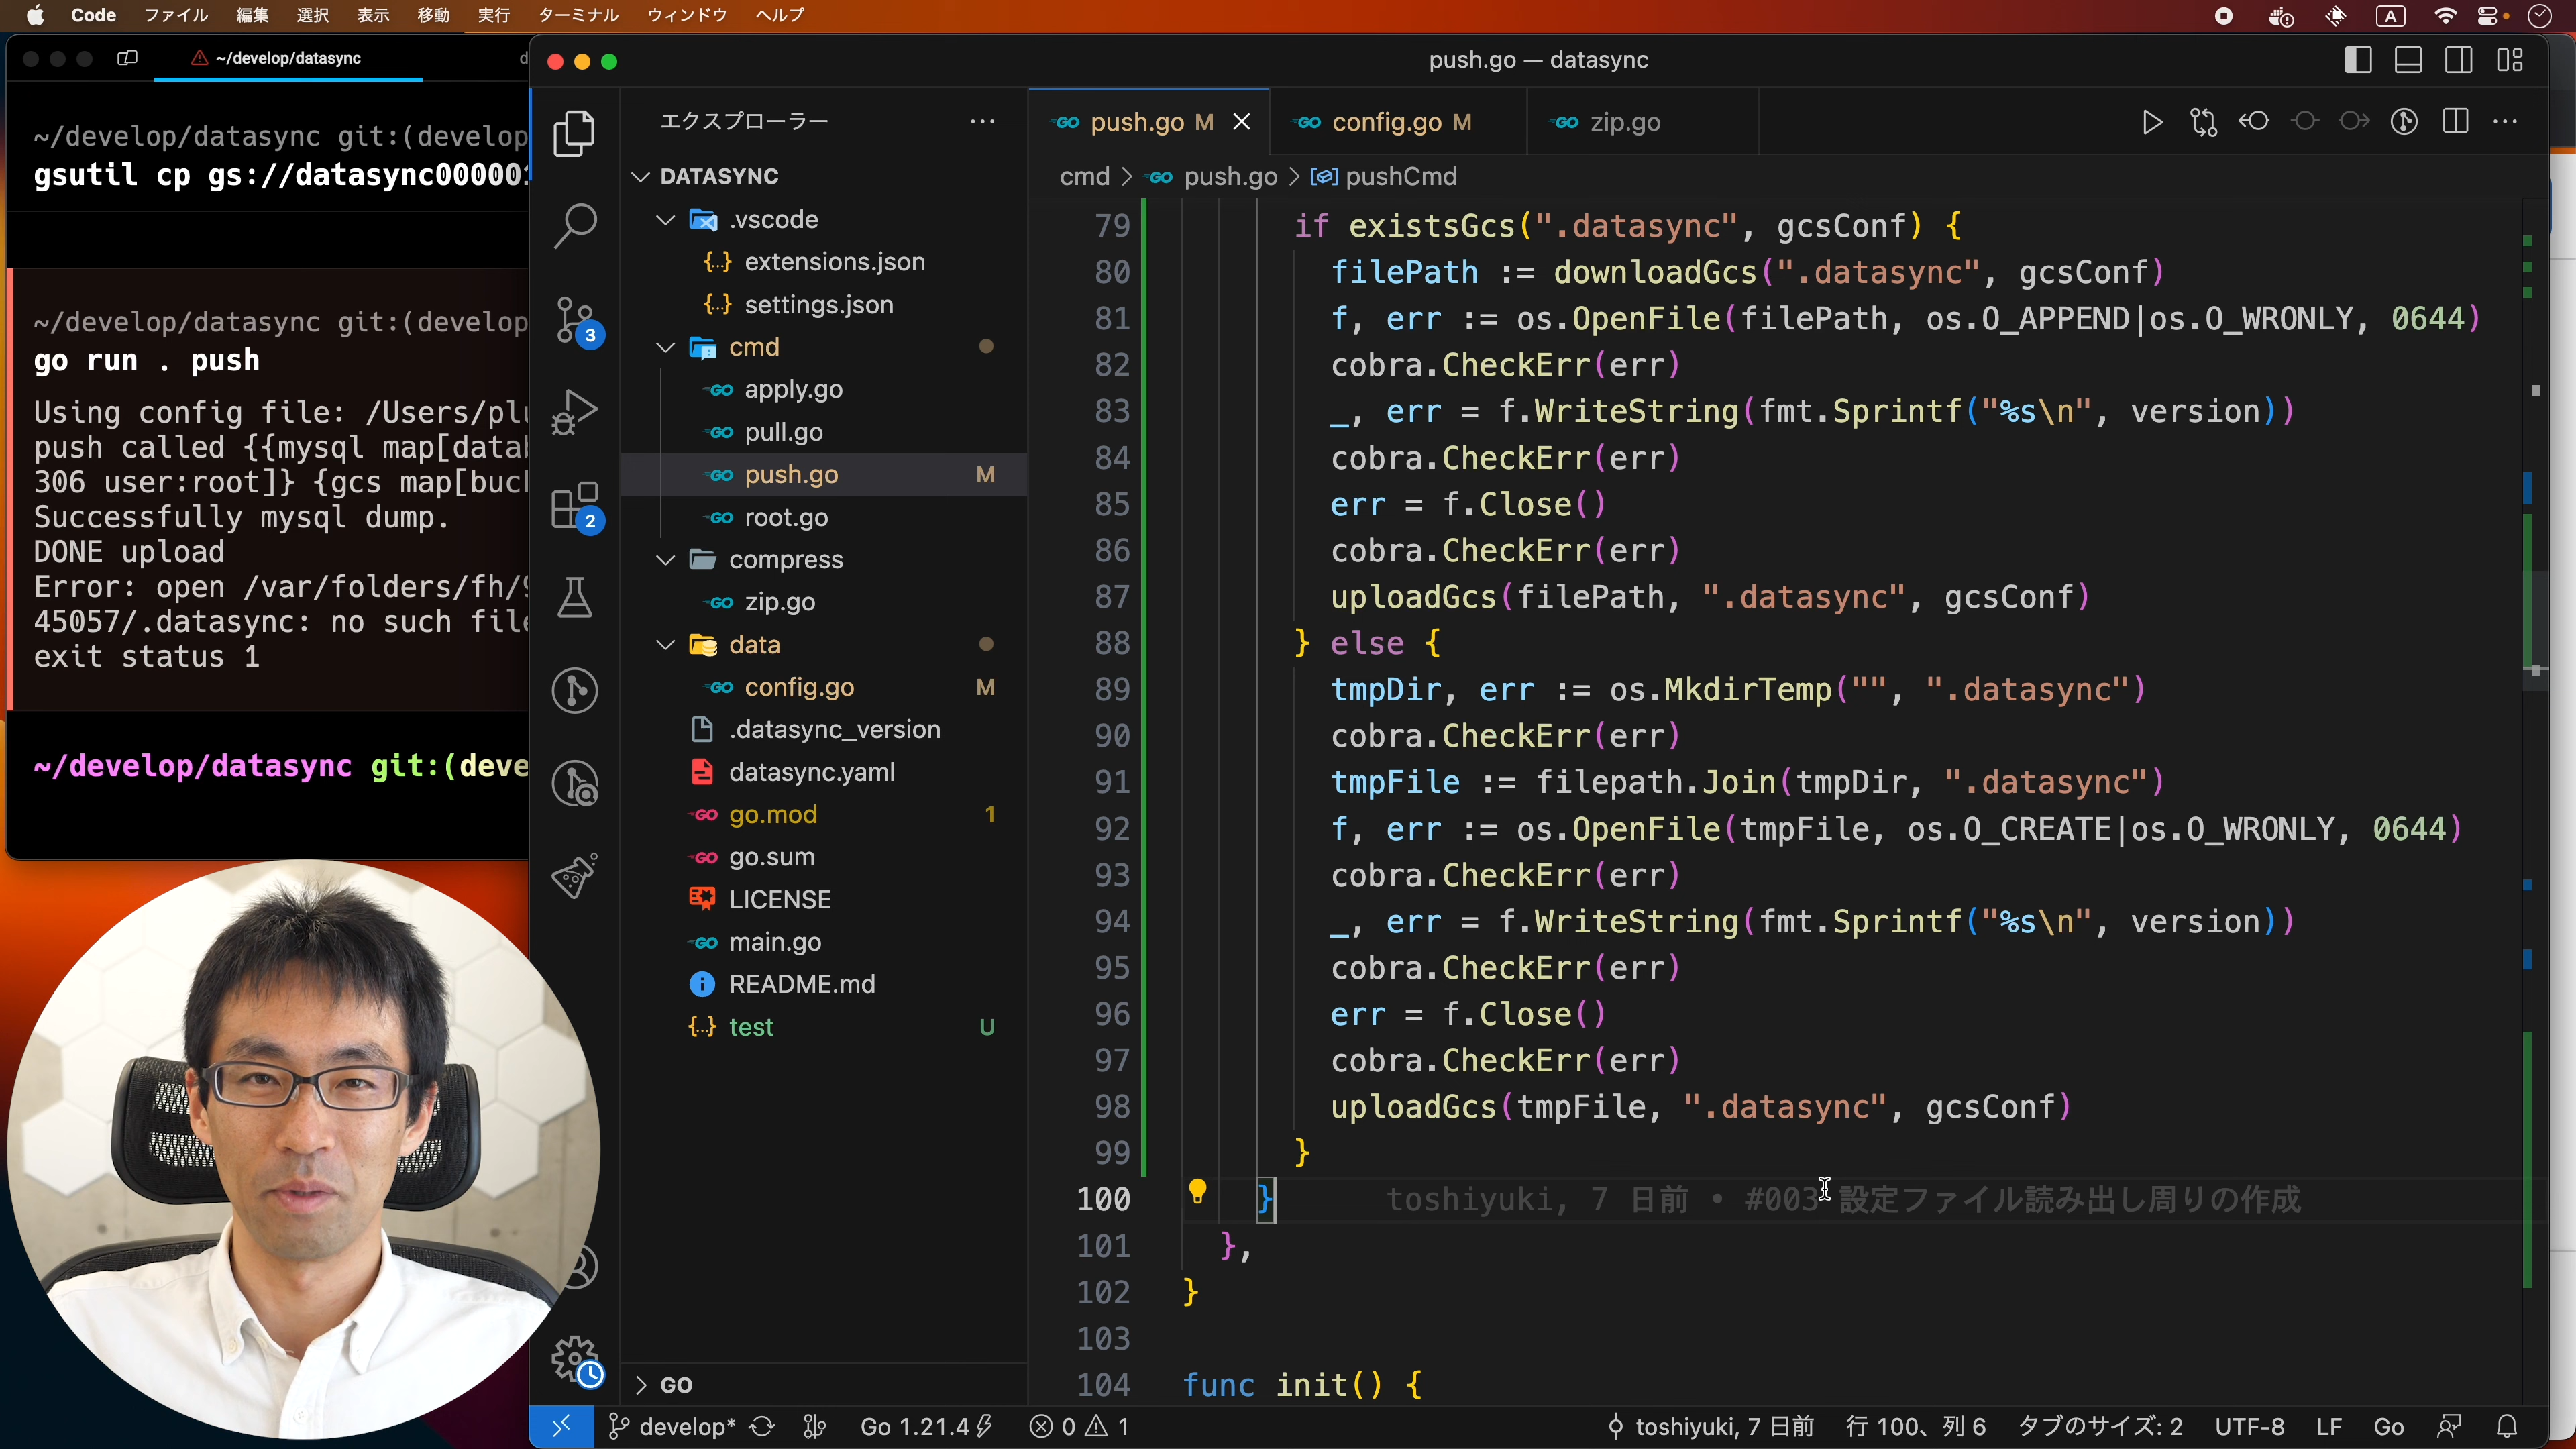 Code ファイル 編集 選択 表示 移動 実行 ターミナル ウィンドウ ヘルプ
A
~/develop/datasync
~/develop/datasync git:(develop
gsutil cp gs://datasync000001
~/develop/datasync git:(develop
go run . push
Using config file: /Users/plu
push called {{mysql map[datab
306 user:root]} {gcs map[buck
Successfully mysql dump.
DONE upload
Error: open /var/folders/fh/9
45057/.datasync: no such file
exit status 1
~/develop/datasync git:(deve
push.go — datasync
エクスプローラー
DATASYNC
.vscode
extensions.json
settings.json
cmd
apply.go
pull.go
push.go M
root.go
compress
zip.go
data
config.go M
.datasync_version
datasync.yaml
go.mod 1
go.sum
LICENSE
main.go
README.md
test U
GO
3
2
push.go M
config.go M
zip.go
cmd > push.go > pushCmd
79 if existsGcs(".datasync", gcsConf) {
80 filePath := downloadGcs(".datasync", gcsConf)
81 f, err := os.OpenFile(filePath, os.O_APPEND|os.O_WRONLY, 0644)
82 cobra.CheckErr(err)
83 _, err = f.WriteString(fmt.Sprintf("%s\n", version))
84 cobra.CheckErr(err)
85 err = f.Close()
86 cobra.CheckErr(err)
87 uploadGcs(filePath, ".datasync", gcsConf)
88 } else {
89 tmpDir, err := os.MkdirTemp("", ".datasync")
90 cobra.CheckErr(err)
91 tmpFile := filepath.Join(tmpDir, ".datasync")
92 f, err := os.OpenFile(tmpFile, os.O_CREATE|os.O_WRONLY, 0644)
93 cobra.CheckErr(err)
94 _, err = f.WriteString(fmt.Sprintf("%s\n", version))
95 cobra.CheckErr(err)
96 err = f.Close()
97 cobra.CheckErr(err)
98 uploadGcs(tmpFile, ".datasync", gcsConf)
99 }
100 } toshiyuki, 7 日前 • #003 設定ファイル読み出し周りの作成
101 },
102 }
103
104 func init() {
develop* Go 1.21.4 0 1 toshiyuki, 7 日前 行 100、列 6 タブのサイズ: 2 UTF-8 LF Go